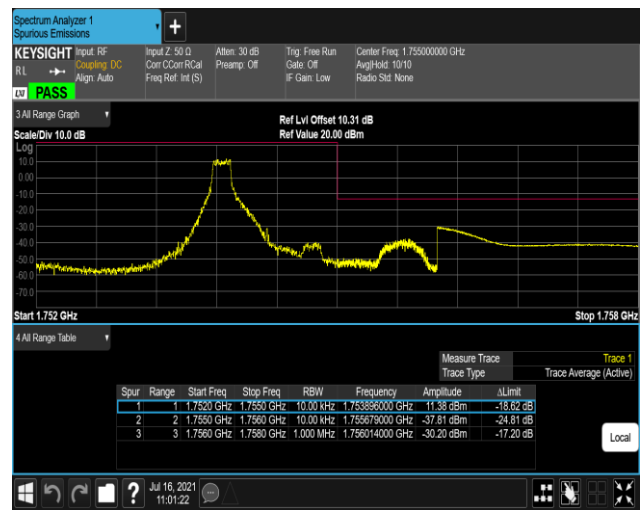 Spectrum Analyzer 1
Spurious Emissions
KEYSIGHT
RL
Input: RF
Coupling: DC
Align: Auto
Input Z: 50 Ω
Corr CCorr RCal
Freq Ref: Int (S)
Atten: 30 dB
Preamp: Off
Trig: Free Run
Gate: Off
IF Gain: Low
Center Freq: 1.755000000 GHz
Avg|Hold: 10/10
Radio Std: None
LXI PASS
3 All Range Graph
Ref Lvl Offset 10.31 dB
Scale/Div 10.0 dB
Ref Value 20.00 dBm
Log
10.0
0.00
-10.0
-20.0
-30.0
-40.0
-50.0
-60.0
-70.0
Start 1.752 GHz
Stop 1.758 GHz
4 All Range Table
Measure Trace Trace 1
Trace Type Trace Average (Active)
Spur Range Start Freq Stop Freq RBW Frequency Amplitude ΔLimit
1 1 1.7520 GHz 1.7550 GHz 10.00 kHz 1.753896000 GHz 11.38 dBm -18.62 dB
2 2 1.7550 GHz 1.7560 GHz 10.00 kHz 1.755679000 GHz -37.81 dBm -24.81 dB
3 3 1.7560 GHz 1.7580 GHz 1.000 MHz 1.756014000 GHz -30.20 dBm -17.20 dB
Local
?
Jul 16, 2021
11:01:22